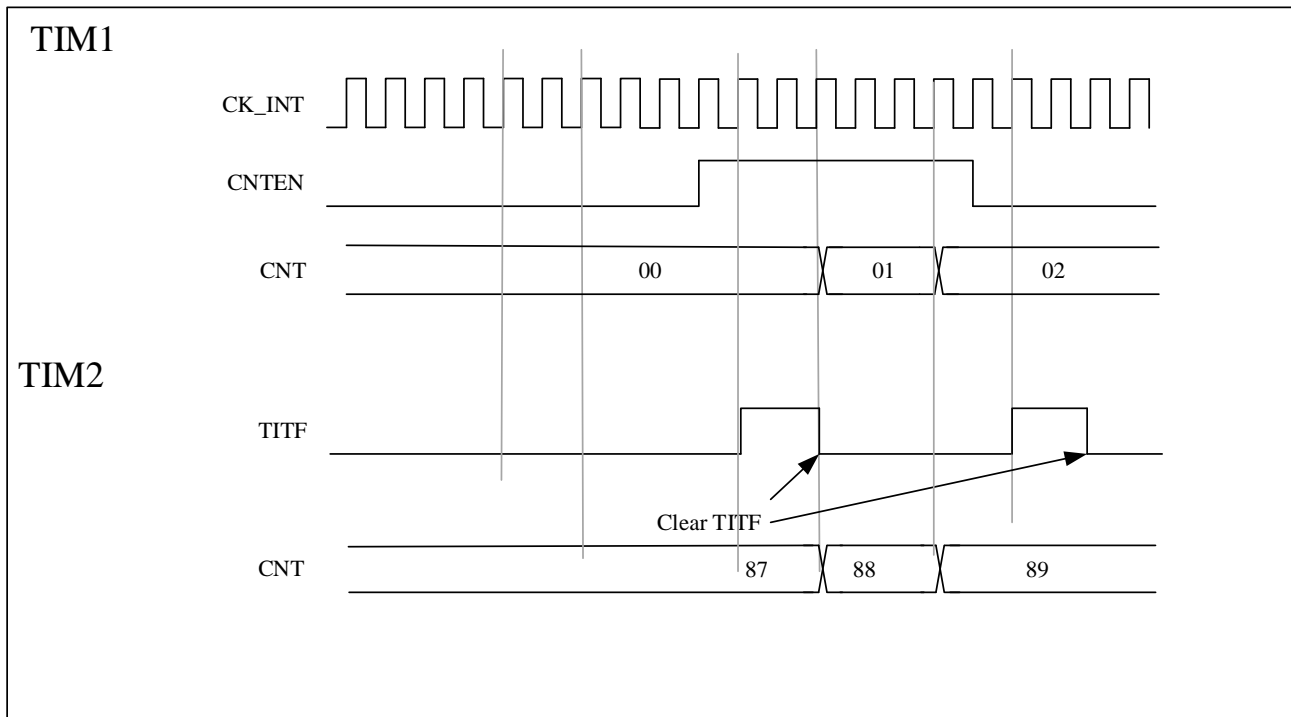 TIM1
CK_INT
CNTEN
CNT 00 01 02
TIM2
TITF
Clear TITF
CNT 87 88 89